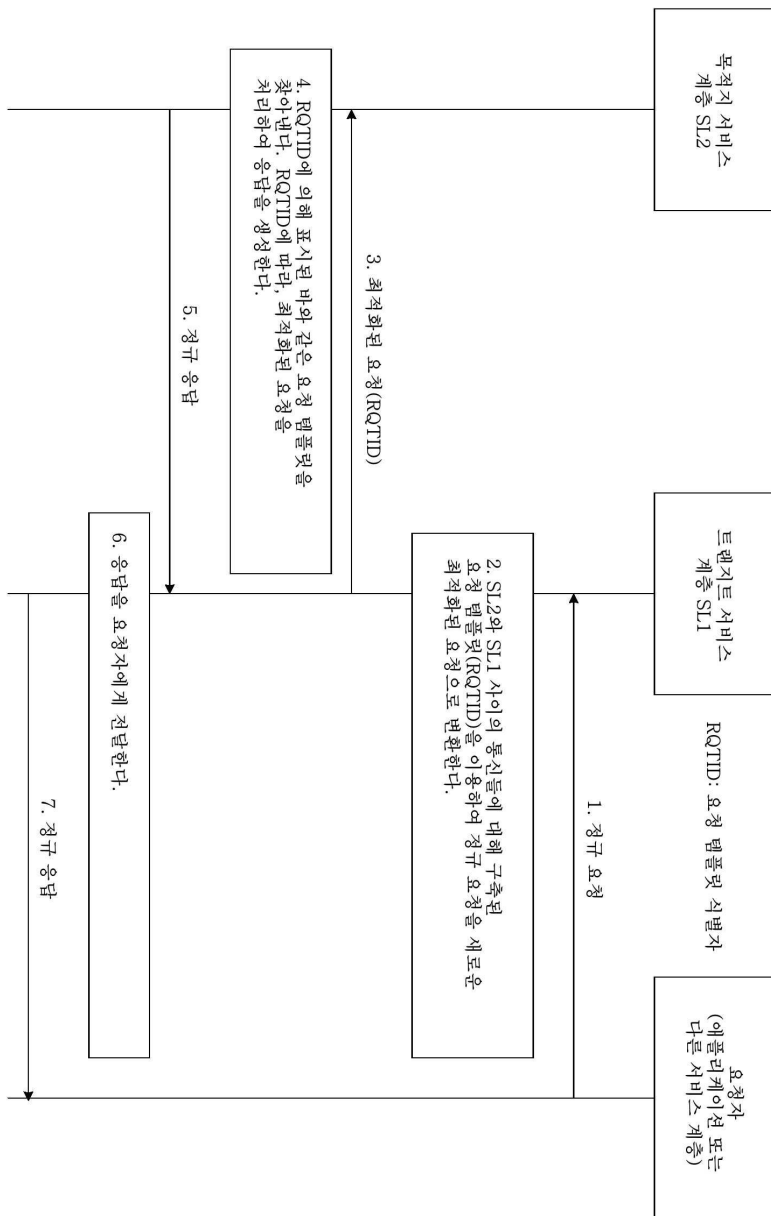 목적지 서비스
계층 SL2
트랜지트 서비스
계층 SL1
RQTID: 요청 템플릿 식별자
요청자
(애플리케이션 또는
다른 서비스 계층)
1. 정규 요청
2. SL2와 SL1 사이의 통신들에 대해 구축된
요청 템플릿(RQTID)을 이용하여 정규 요청을 새로운
최적화된 요청으로 변환한다.
3. 최적화된 요청(RQTID)
4. RQTID에 의해 표시된 바와 같은 요청 템플릿을
찾아낸다. RQTID에 따라, 최적화된 요청을
처리하여 응답을 생성한다.
5. 정규 응답
6. 응답을 요청자에게 전달한다.
7. 정규 응답